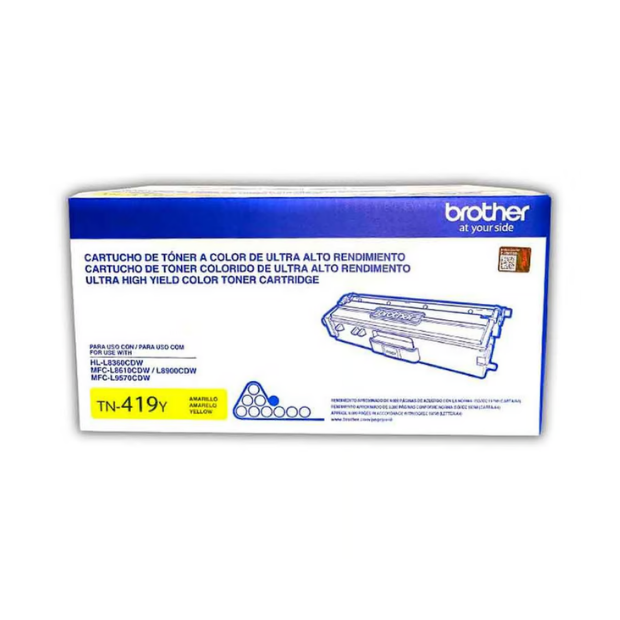 brother
at your side
CARTUCHO DE TÓNER A COLOR DE ULTRA ALTO RENDIMIENTO
CARTUCHO DE TONER COLORIDO DE ULTRA ALTO RENDIMENTO
ULTRA HIGH YIELD COLOR TONER CARTRIDGE
brother
PARA USO CON / PARA USO COM
FOR USE WITH
HL-L8360CDW
MFC-L8610CDW / L8900CDW
MFC-L9570CDW
TN-419Y
AMARILLO
AMARELO
YELLOW